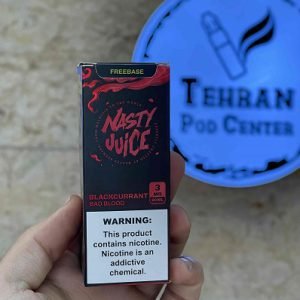 FREEBASE
NASTY
JUICE
BLACKCURRANT
BAD BLOOD
3
MG
60ML
WARNING:
This product
contains nicotine.
Nicotine is an
addictive
chemical.
TEHRAN
POD CENTER